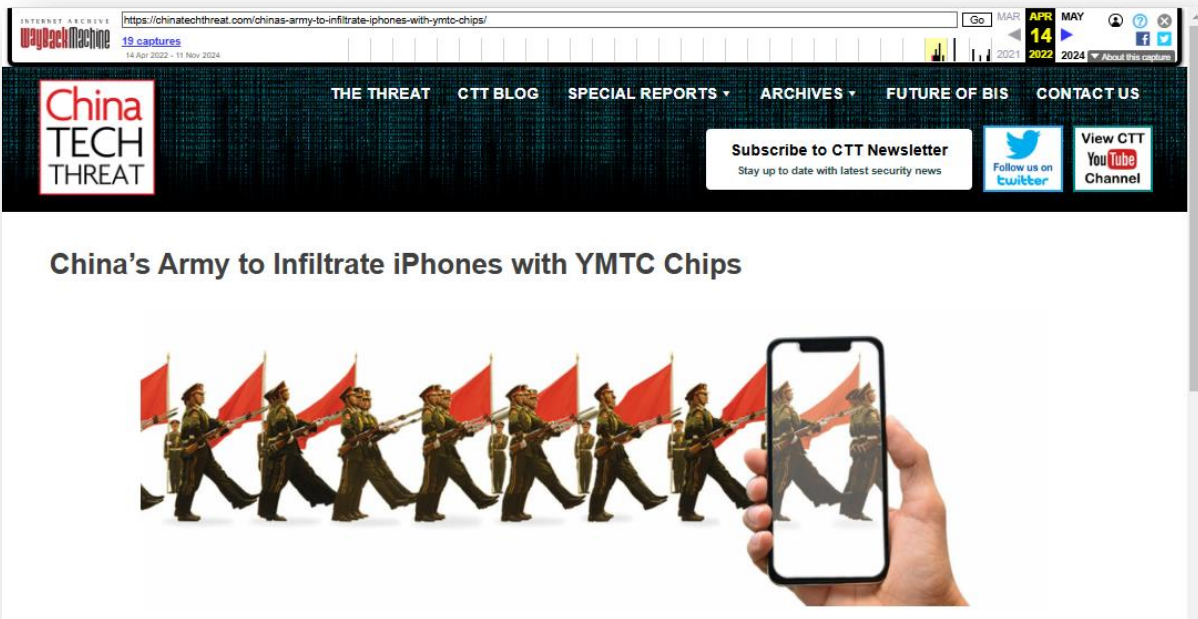 INTERNET ARCHIVE
WayBackMachine
https://chinatechthreat.com/chinas-army-to-infiltrate-iphones-with-ymtc-chips/
Go
MAR APR MAY
19 captures
14
14 Apr 2022 - 11 Nov 2024
2021 2022 2024
▼ About this capture
China
TECH
THREAT
THE THREAT CTT BLOG SPECIAL REPORTS ▾ ARCHIVES ▾ FUTURE OF BIS CONTACT US
Subscribe to CTT Newsletter
Stay up to date with latest security news
Follow us on
twitter
View CTT
YouTube
Channel
China’s Army to Infiltrate iPhones with YMTC Chips